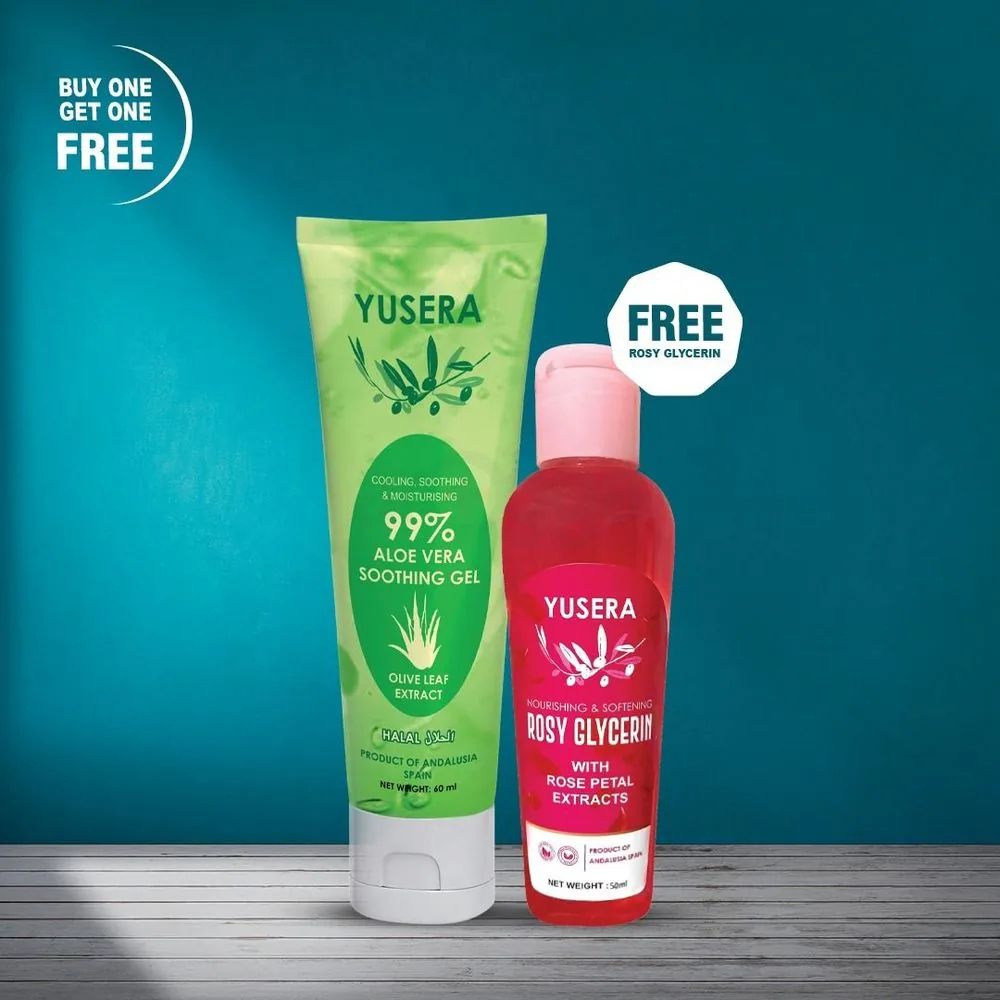 BUY ONE
GET ONE
FREE
YUSERA
COOLING, SOOTHING
& MOISTURISING
99%
ALOE VERA
SOOTHING GEL
OLIVE LEAF
EXTRACT
HALAL الحلال
PRODUCT OF ANDALUSIA
SPAIN
NET WEIGHT: 60 ml
FREE
ROSY GLYCERIN
YUSERA
NOURISHING & SOFTENING
ROSY GLYCERIN
WITH
ROSE PETAL
EXTRACTS
PRODUCT OF
ANDALUSIA SPAIN
NET WEIGHT : 50ml